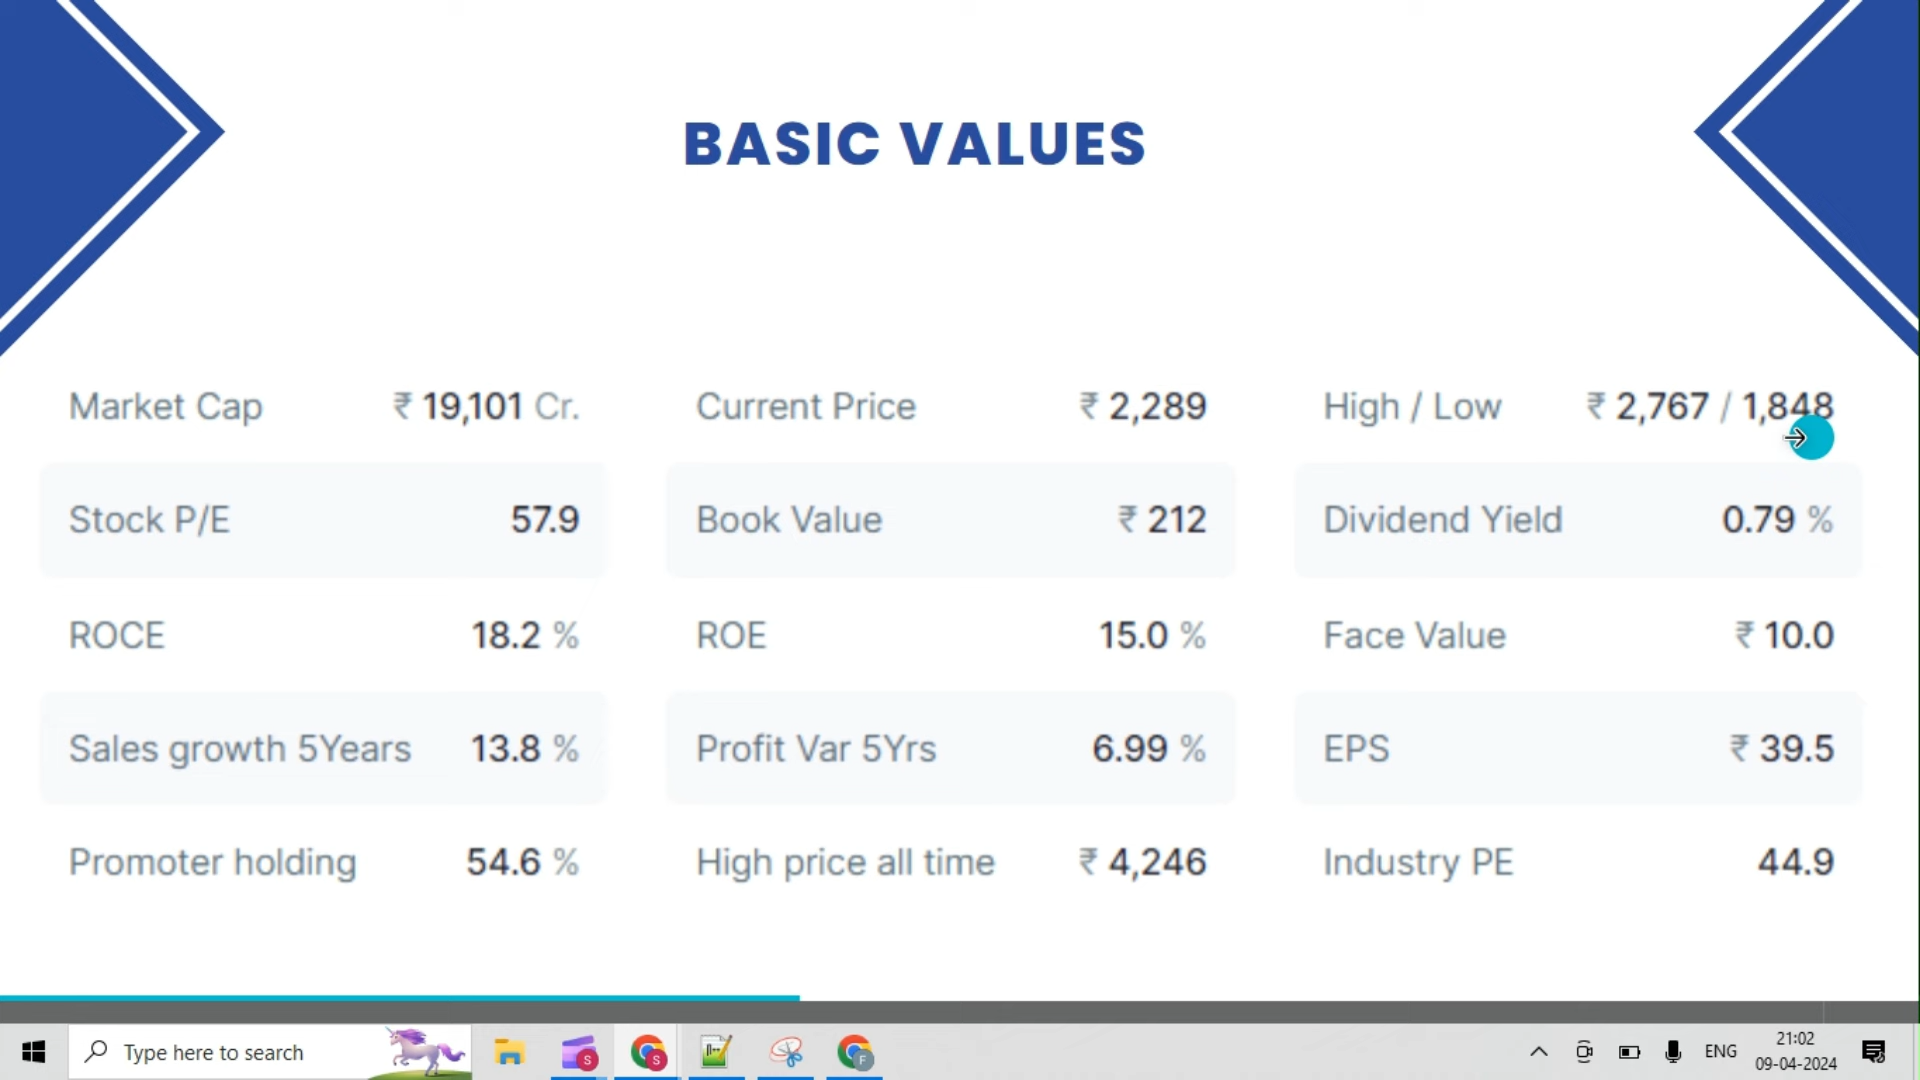 BASIC VALUES
Market Cap ₹ 19,101 Cr. Current Price ₹ 2,289 High / Low ₹ 2,767 / 1,848
Stock P/E 57.9 Book Value ₹ 212 Dividend Yield 0.79 %
ROCE 18.2 % ROE 15.0 % Face Value ₹ 10.0
Sales growth 5Years 13.8 % Profit Var 5Yrs 6.99 % EPS ₹ 39.5
Promoter holding 54.6 % High price all time ₹ 4,246 Industry PE 44.9
Type here to search S S F ENG 21:02
09-04-2024